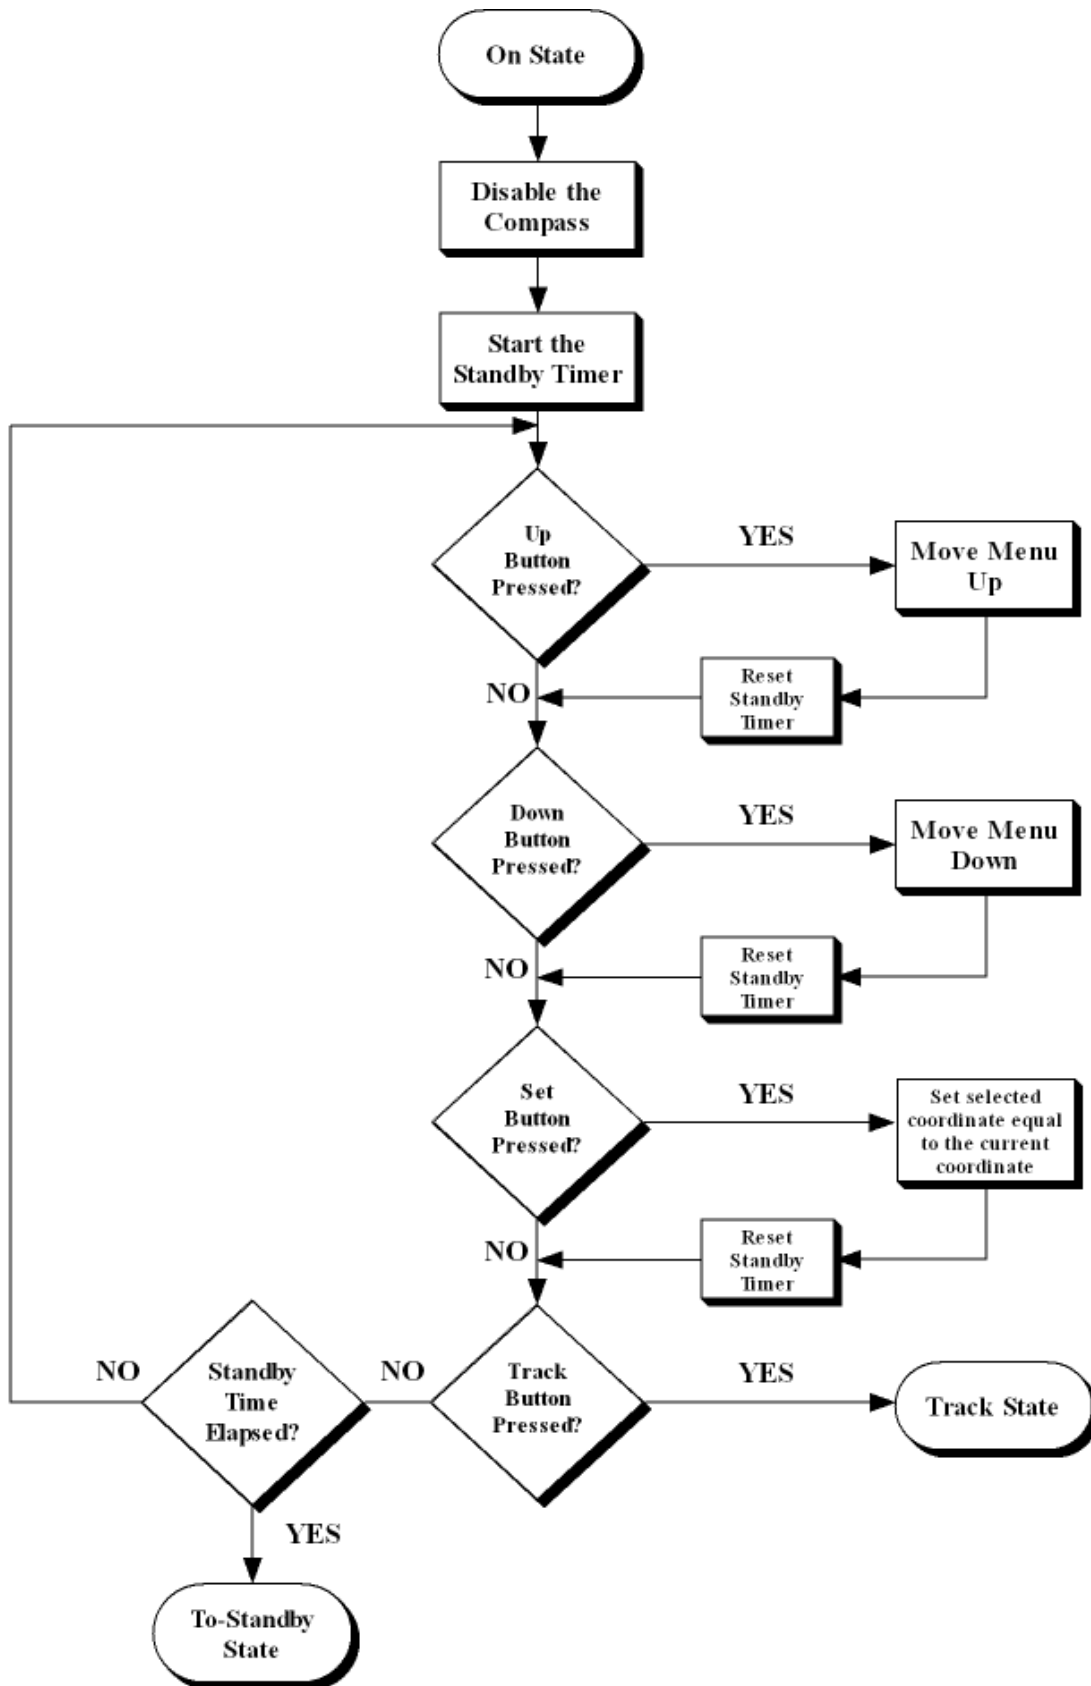 On State
Disable the
Compass
Start the
Standby Timer
Up
Button
Pressed?
YES
Move Menu
Up
NO
Reset
Standby
Timer
Down
Button
Pressed?
YES
Move Menu
Down
NO
Reset
Standby
Timer
Set
Button
Pressed?
YES
Set selected
coordinate equal
to the current
coordinate
NO
Reset
Standby
Timer
Track
Button
Pressed?
YES
Track State
NO
Standby
Time
Elapsed?
NO
YES
To-Standby
State